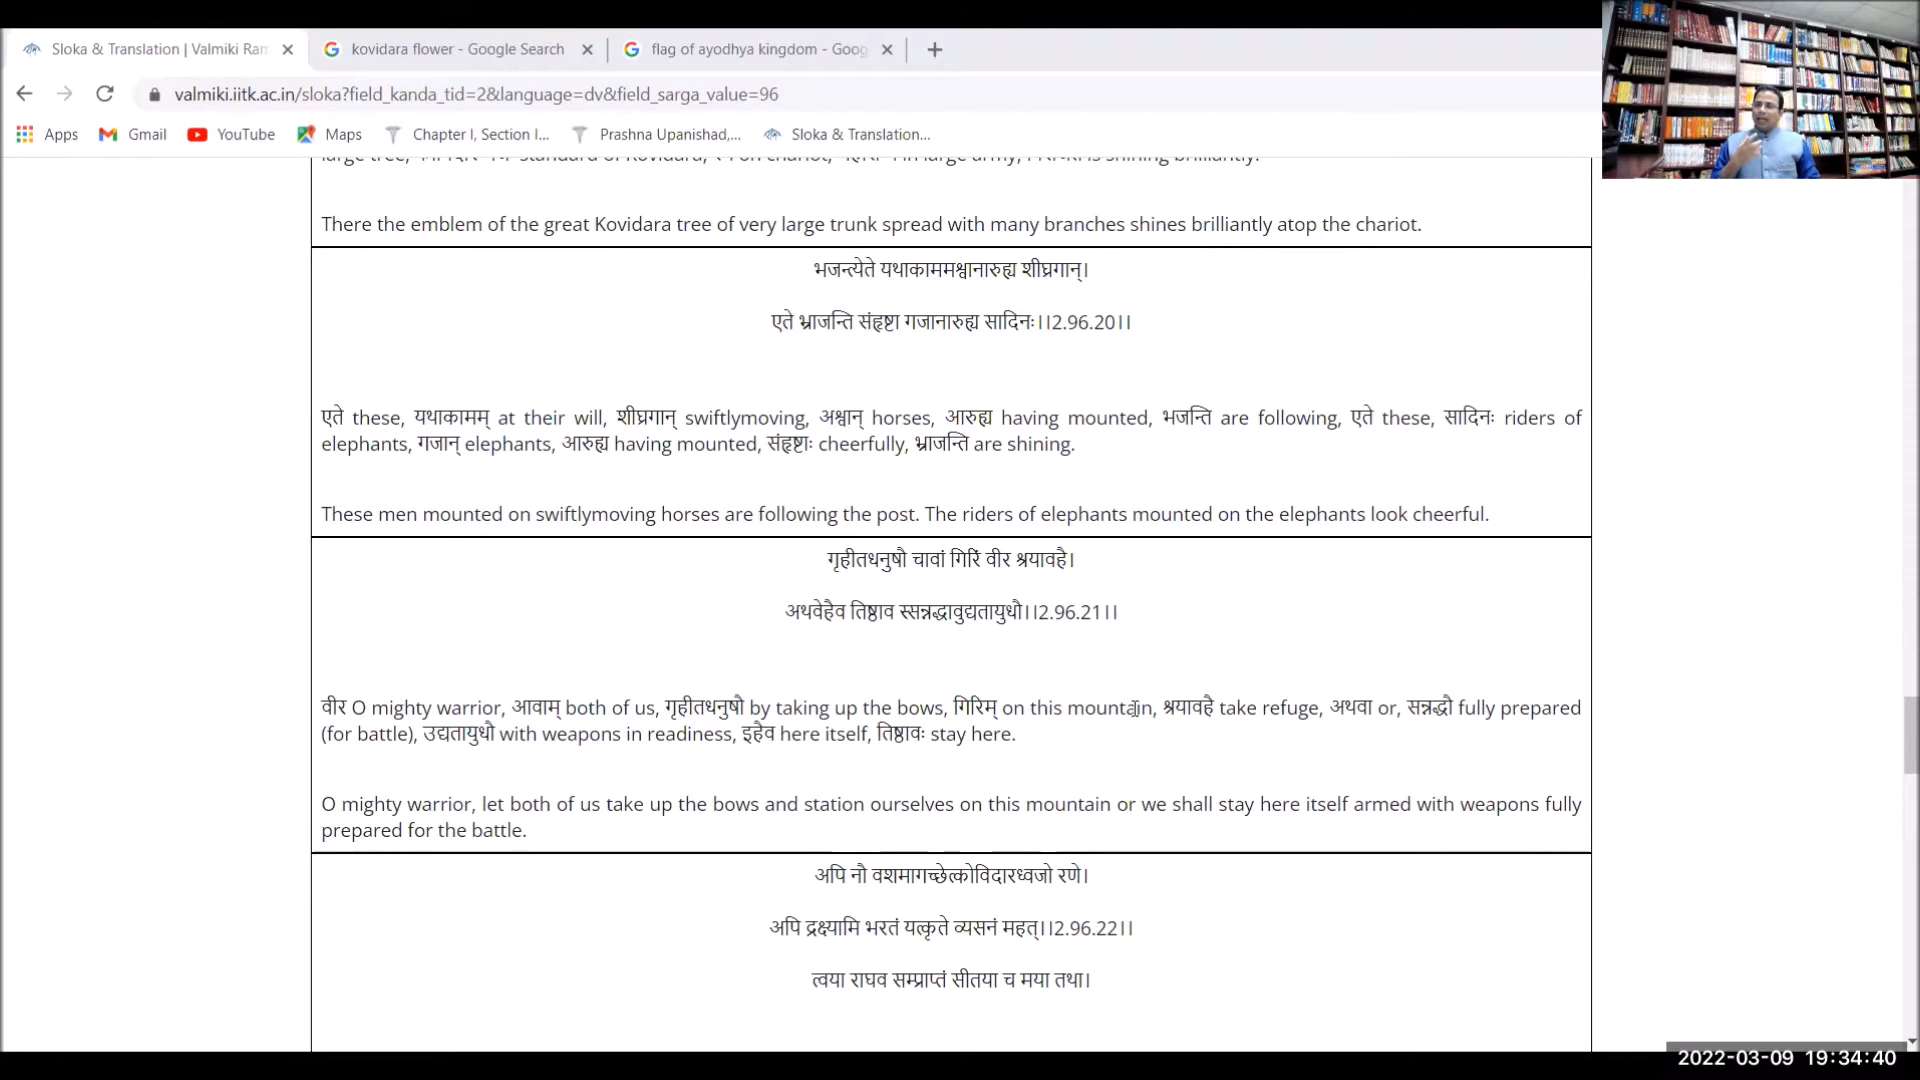 Sloka & Translation | Valmiki Ram
kovidara flower - Google Search
flag of ayodhya kingdom - Goog
valmiki.iitk.ac.in/sloka?field_kanda_tid=2&language=dv&field_sarga_value=96
Apps Gmail YouTube Maps Chapter I, Section I... Prashna Upanishad,... Sloka & Translation...
There the emblem of the great Kovidara tree of very large trunk spread with many branches shines brilliantly atop the chariot.
भजन्त्येते यथाकाममश्वानारुह्य शीघ्रगान्।
एते भ्राजन्ति संहृष्टा गजानारुह्य सादिनः।।2.96.20।।
एते these, यथाकामम् at their will, शीघ्रगान् swiftlymoving, अश्वान् horses, आरुह्य having mounted, भजन्ति are following, एते these, सादिनः riders of
elephants, गजान् elephants, आरुह्य having mounted, संहृष्टाः cheerfully, भ्राजन्ति are shining.
These men mounted on swiftlymoving horses are following the post. The riders of elephants mounted on the elephants look cheerful.
गृहीतधनुषौ चावां गिरिं वीर श्रयावहै।
अथवेहैव तिष्ठाव स्सन्नद्धावुद्यतायुधौ।।2.96.21।।
वीर O mighty warrior, आवाम् both of us, गृहीतधनुषौ by taking up the bows, गिरिम् on this mountain, श्रयावहै take refuge, अथवा or, सन्नद्धौ fully prepared
(for battle), उद्यतायुधौ with weapons in readiness, इहैव here itself, तिष्ठावः stay here.
O mighty warrior, let both of us take up the bows and station ourselves on this mountain or we shall stay here itself armed with weapons fully
prepared for the battle.
अपि नौ वशमागच्छेत्कोविदारध्वजो रणे।
अपि द्रक्ष्यामि भरतं यत्कृते व्यसनं महत्।।2.96.22।।
त्वया राघव सम्प्राप्तं सीतया च मया तथा।
2022-03-09 19:34:40